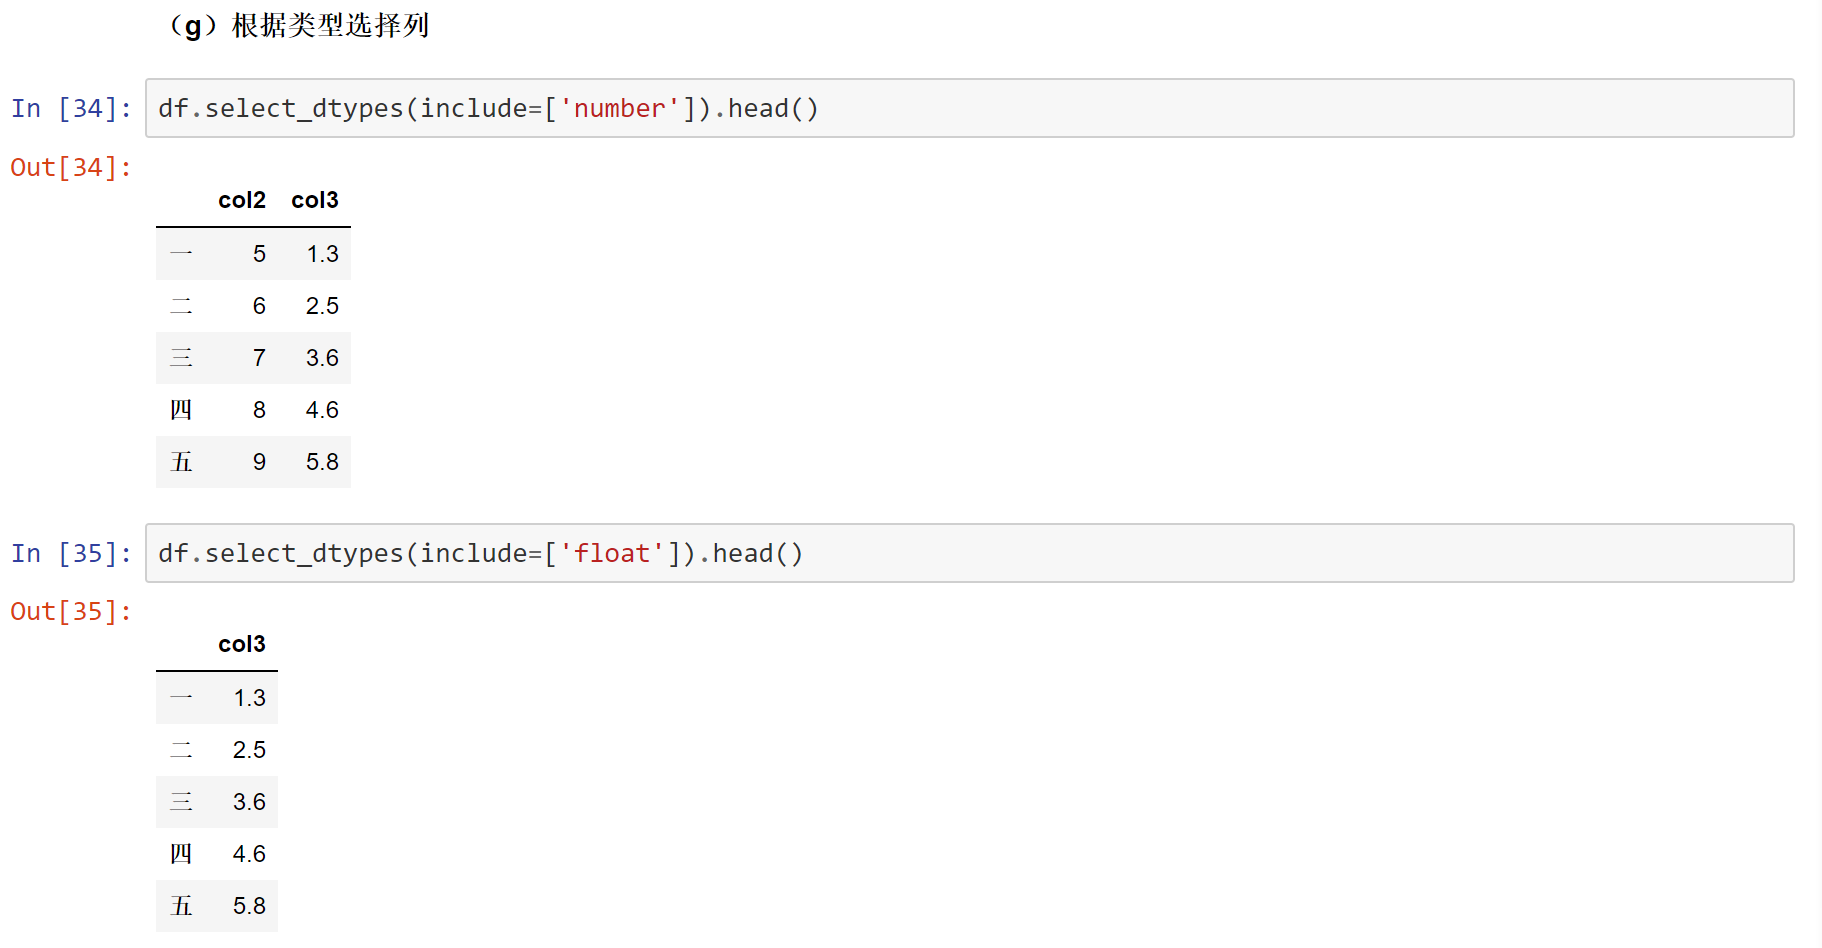 （g）根据类型选择列
In [34]: df.select_dtypes(include=['number']).head()
Out[34]:
col2 col3
一 5 1.3
二 6 2.5
三 7 3.6
四 8 4.6
五 9 5.8
In [35]: df.select_dtypes(include=['float']).head()
Out[35]:
col3
一 1.3
二 2.5
三 3.6
四 4.6
五 5.8